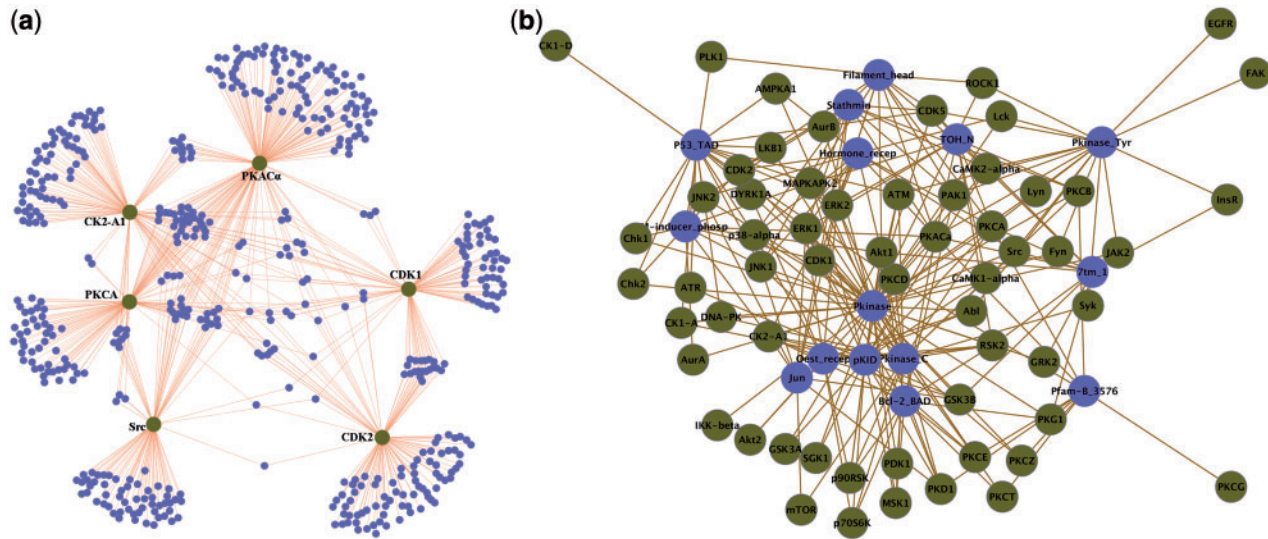 (a)
PKACα
CK2-A1
CDK1
PKCA
Src
CDK2
(b)
EGFR
CK1-D
PLK1
FAK
Filament_head
ROCK1
AMPKA1
Stathmin
CDK5
Lck
AurB
P53_TAD
LKB1
Hormone_recep
TOH_N
Pkinase_Tyr
CDK2
CaMK2-alpha
MAPKAPK2
JNK2
DYRK1A
ERK2
ATM
PAK1
Lyn
PKCB
InsR
-inducer_phosp
Chk1
p38-alpha
ERK1
PKACa
PKCA
Src
Fyn
JAK2
JNK1
CDK1
Akt1
PKCD
CaMK1-alpha
7tm_1
Chk2
ATR
Pkinase
Abl
Syk
CK1-A
DNA-PK
CK2-A1
RSK2
AurA
Oest_recep
pKID
Pkinase_C
GRK2
Jun
Bcl-2_BAD
GSK3B
Pfam-B_3576
IKK-beta
Akt2
GSK3A
SGK1
PKG1
p90RSK
PDK1
PKCE
PKCZ
mTOR
p70S6K
MSK1
PKD1
PKCT
PKCG